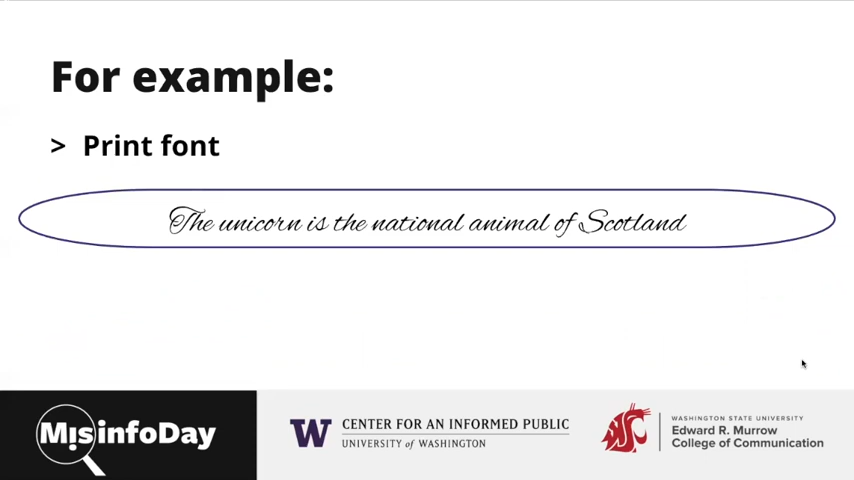 For example:
> Print font
The unicorn is the national animal of Scotland
MisinfoDay
W
CENTER FOR AN INFORMED PUBLIC
UNIVERSITY of WASHINGTON
WASHINGTON STATE UNIVERSITY
Edward R. Murrow
College of Communication